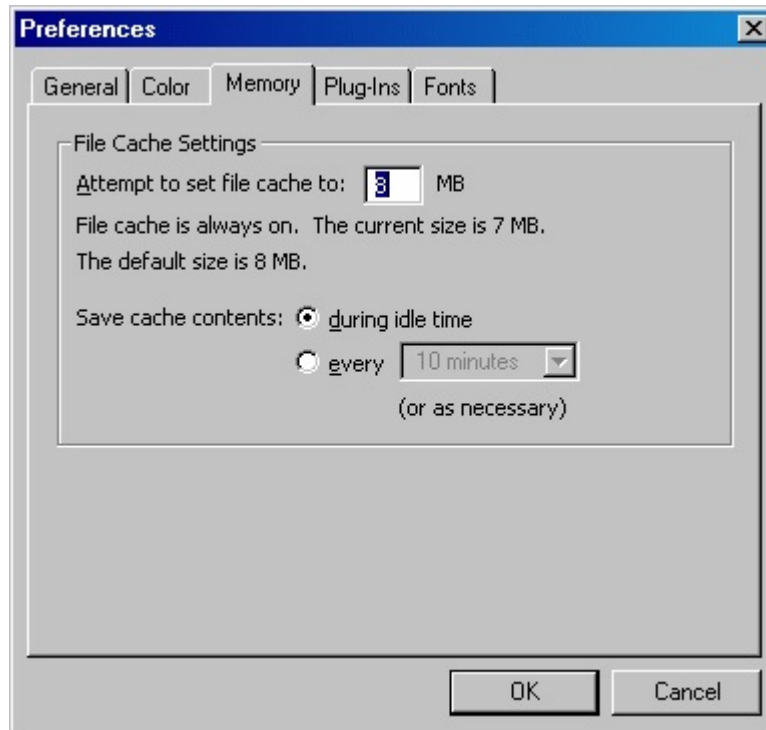 Preferences
General Color Memory Plug-Ins Fonts
File Cache Settings
Attempt to set file cache to: 8 MB
File cache is always on. The current size is 7 MB.
The default size is 8 MB.
Save cache contents: during idle time
every 10 minutes
(or as necessary)
OK Cancel